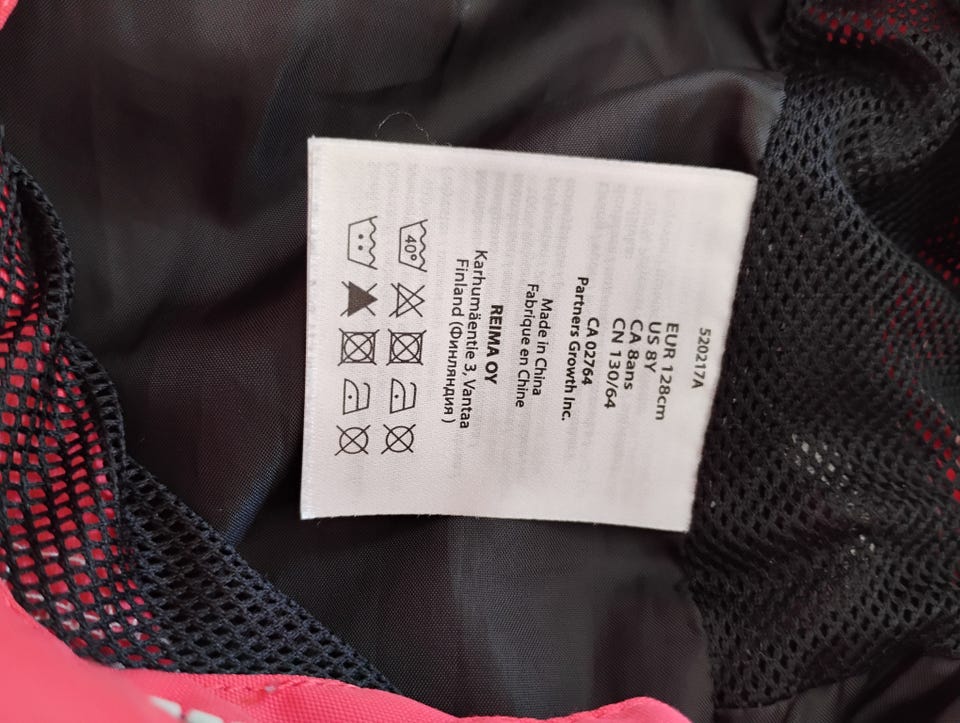 520217A
EUR 128cm
US 8Y
CA 8ans
CN 130/64
CA 02764
Partners Growth Inc.
Made in China
Fabrique en Chine
REIMA OY
Karhumäentie 3, Vantaa
Finland (Финляндия )
40°